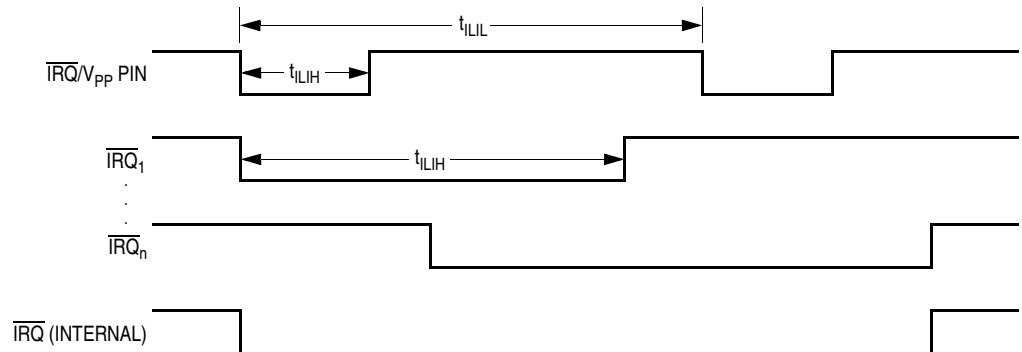 tILIL
IRQ/VPP PIN
tILIH
IRQ1
tILIH
.
.
.
IRQn
IRQ (INTERNAL)